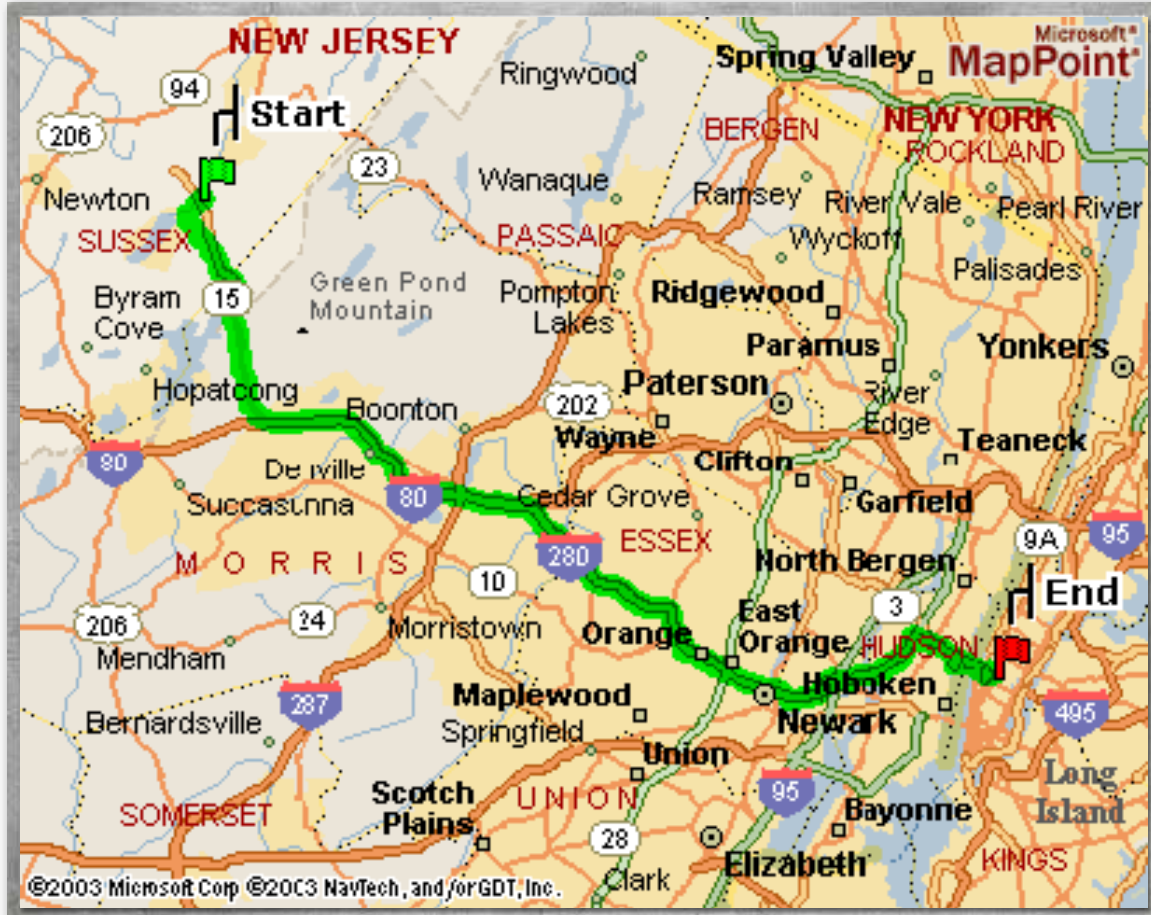 NEW JERSEY
Microsoft®
MapPoint®
Spring Valley
Ringwood
94
Start
206
BERGEN
NEW YORK
ROCKLAND
23
Wanaque
Ramsey
River Vale
Pearl River
Newton
SUSSEX
PASSAIC
Wyckoff
Palisades
Byram
Cove
15
Green Pond
Mountain
Pompton
Lakes
Ridgewood
Paramus
Yonkers
Hopatcong
Boonton
202
Paterson
River
Edge
Wayne
Teaneck
80
Denville
Clifton
Succasunna
80
Cedar Grove
Garfield
9A
95
ESSEX
280
North Bergen
MORRIS
10
End
206
24
Morristown
Orange
East
Orange
3
HUDSON
Mendham
287
Maplewood
Hoboken
Newark
495
Bernardsville
Springfield
Union
Long
Island
SOMERSET
Scotch
Plains
UNION
95
Bayonne
28
Elizabeth
KINGS
Clark
©2003 Microsoft Corp ©2003 NavTech, and/or GDT, Inc.